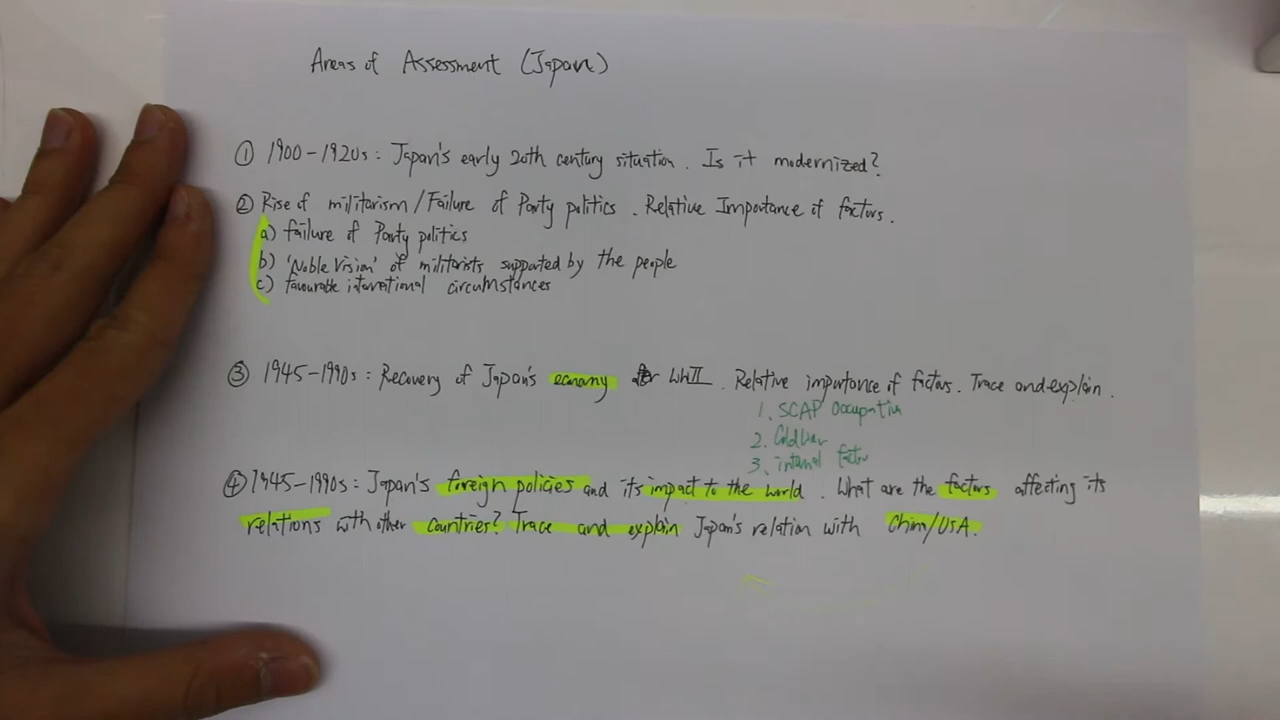 Areas of Assessment (Japan)
① 1900-1920s: Japan's early 20th century situation. Is it modernized?
② Rise of militarism/Failure of Party politics. Relative Importance of factors.
a) failure of Party politics
b) 'Noble Vision' of militarists supported by the people
c) favourable international circumstances
③ 1945-1990s: Recovery of Japan's economy after WWII. Relative importance of factors. Trace and explain.
1. SCAP Occupation
2. Cold War
3. internal factor
④ 1945-1990s: Japan's foreign policies and its impact to the world. What are the factors affecting its
relations with other countries? Trace and explain Japan's relation with China/USA.